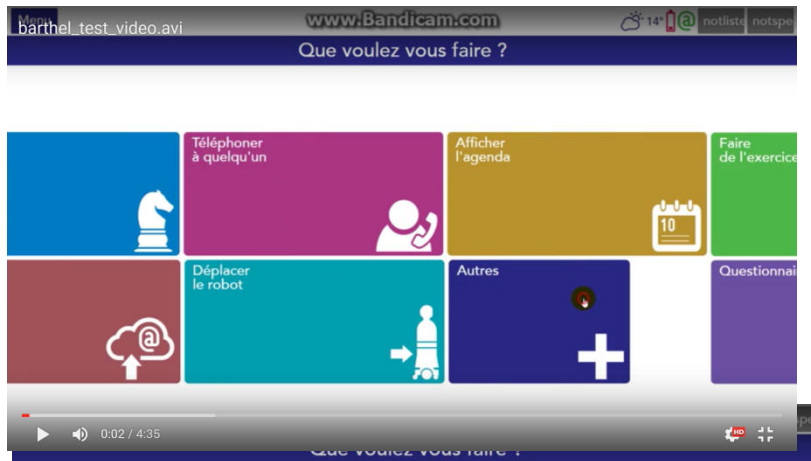 Menu
barthel_test_video.avi
www.Bandicam.com
14°
@
notliste
notspe
Que voulez vous faire ?
Téléphoner
à quelqu'un
Afficher
l'agenda
10
Faire
de l'exercice
@
Déplacer
le robot
Autres
Questionnai
0:02 / 4:35
HD
Que voulez vous faire ?